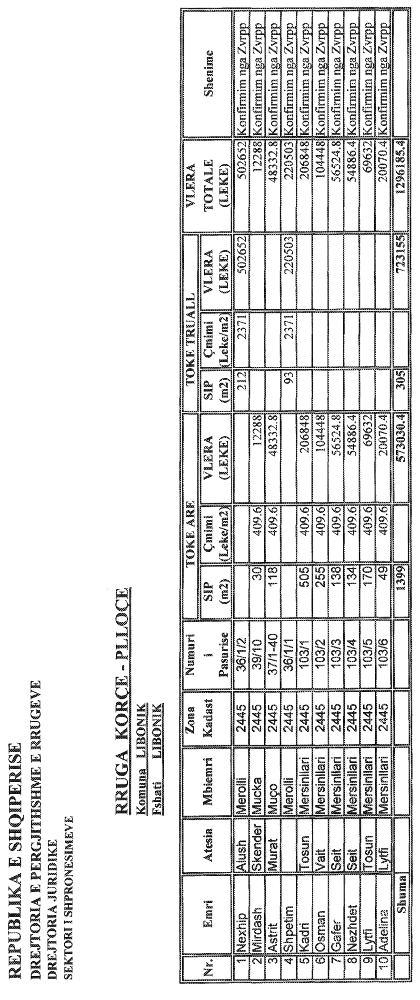 REPUBLIKA E SHQIPERISE
DREJTORIA E PERGJITHSHME E RRUGEVE
DREJTORIA JURIDIKE
SEKTORI I SHPRONESIMEVE
RRUGA KORÇE - PLLOÇE
Komuna LIBONIK
Fshati LIBONIK
Nr. Emri Atesia Mbiemri Zona Kadast Numuri i Pasurise TOKE ARE TOKE TRUALL VLERA TOTALE (LEKE) Shenime
SIP (m2) Çmimi (Leke/m2) VLERA (LEKE) SIP (m2) Çmimi (Leke/m2) VLERA (LEKE)
1 Nexhip Alush Merolli 2445 36/1/2 212 2371 502652 502652 Konfirmim nga Zvrpp
2 Mirdash Skender Mucka 2445 39/10 30 409.6 12288 12288 Konfirmim nga Zvrpp
3 Astrit Murat Muço 2445 37/1-40 118 409.6 48332.8 48332.8 Konfirmim nga Zvrpp
4 Shpetim Merolli 2445 36/1/1 93 2371 220503 220503 Konfirmim nga Zvrpp
5 Kadri Tosun Mersinllari 2445 103/1 505 409.6 206848 206848 Konfirmim nga Zvrpp
6 Osman Vait Mersinllari 2445 103/2 255 409.6 104448 104448 Konfirmim nga Zvrpp
7 Gafer Seit Mersinllari 2445 103/3 138 409.6 56524.8 56524.8 Konfirmim nga Zvrpp
8 Nezhdet Seit Mersinllari 2445 103/4 134 409.6 54886.4 54886.4 Konfirmim nga Zvrpp
9 Lytfi Tosun Mersinllari 2445 103/5 170 409.6 69632 69632 Konfirmim nga Zvrpp
10 Adelina Lytfi Mersinllari 2445 103/6 49 409.6 20070.4 20070.4 Konfirmim nga Zvrpp
Shuma 1399 573030.4 305 723155 1296185.4